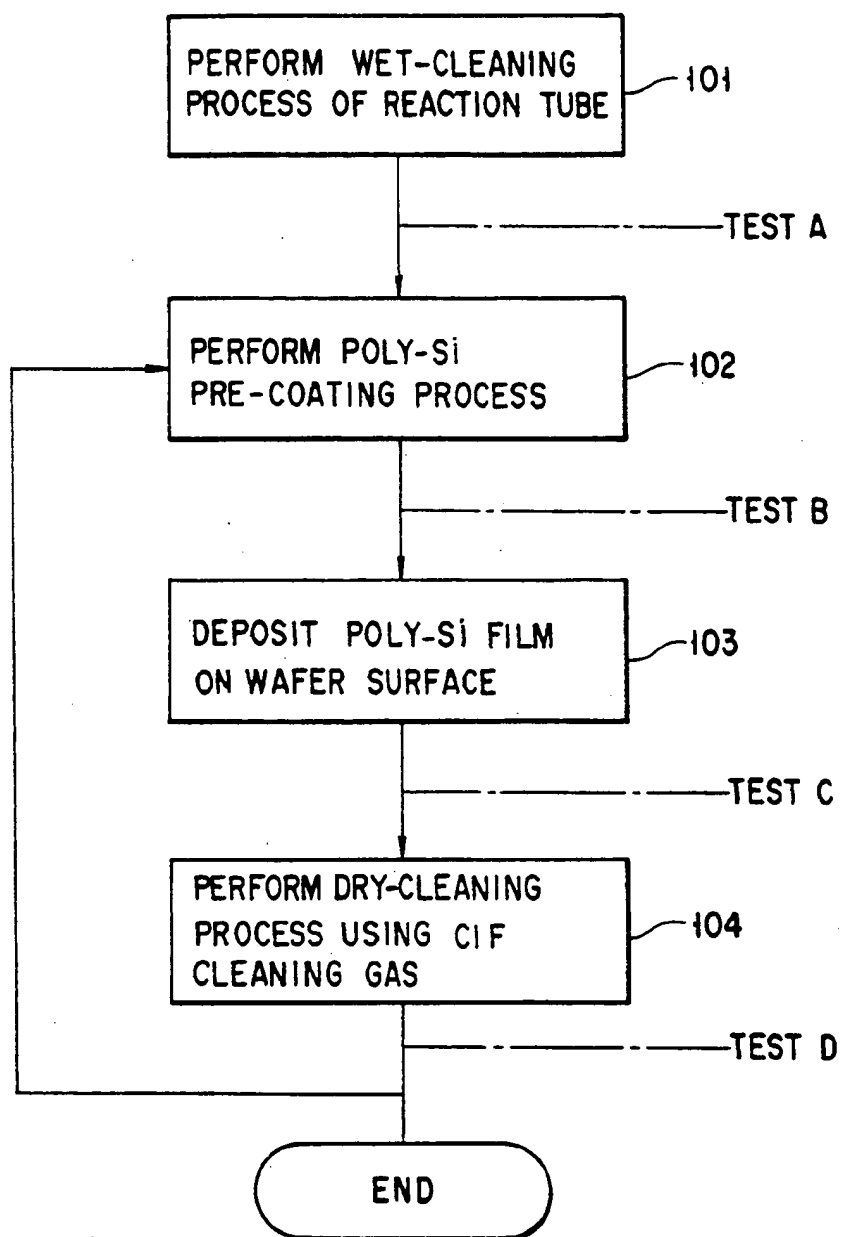 PERFORM WET-CLEANING
PROCESS OF REACTION TUBE
101
TEST A
PERFORM POLY-Si
PRE-COATING PROCESS
102
TEST B
DEPOSIT POLY-Si FILM
ON WAFER SURFACE
103
TEST C
PERFORM DRY-CLEANING
PROCESS USING ClF
CLEANING GAS
104
TEST D
END